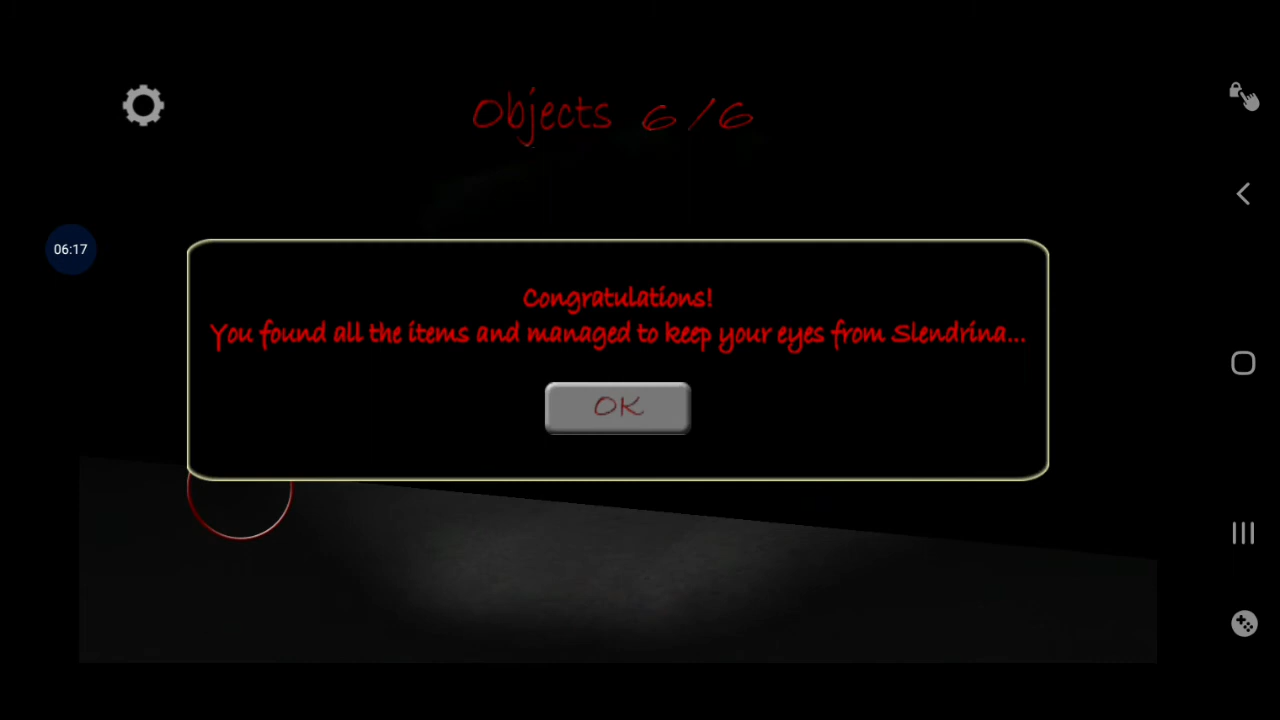 Objects 6/6
06:17
Congratulations!
You found all the items and managed to keep your eyes from Slendrina...
OK